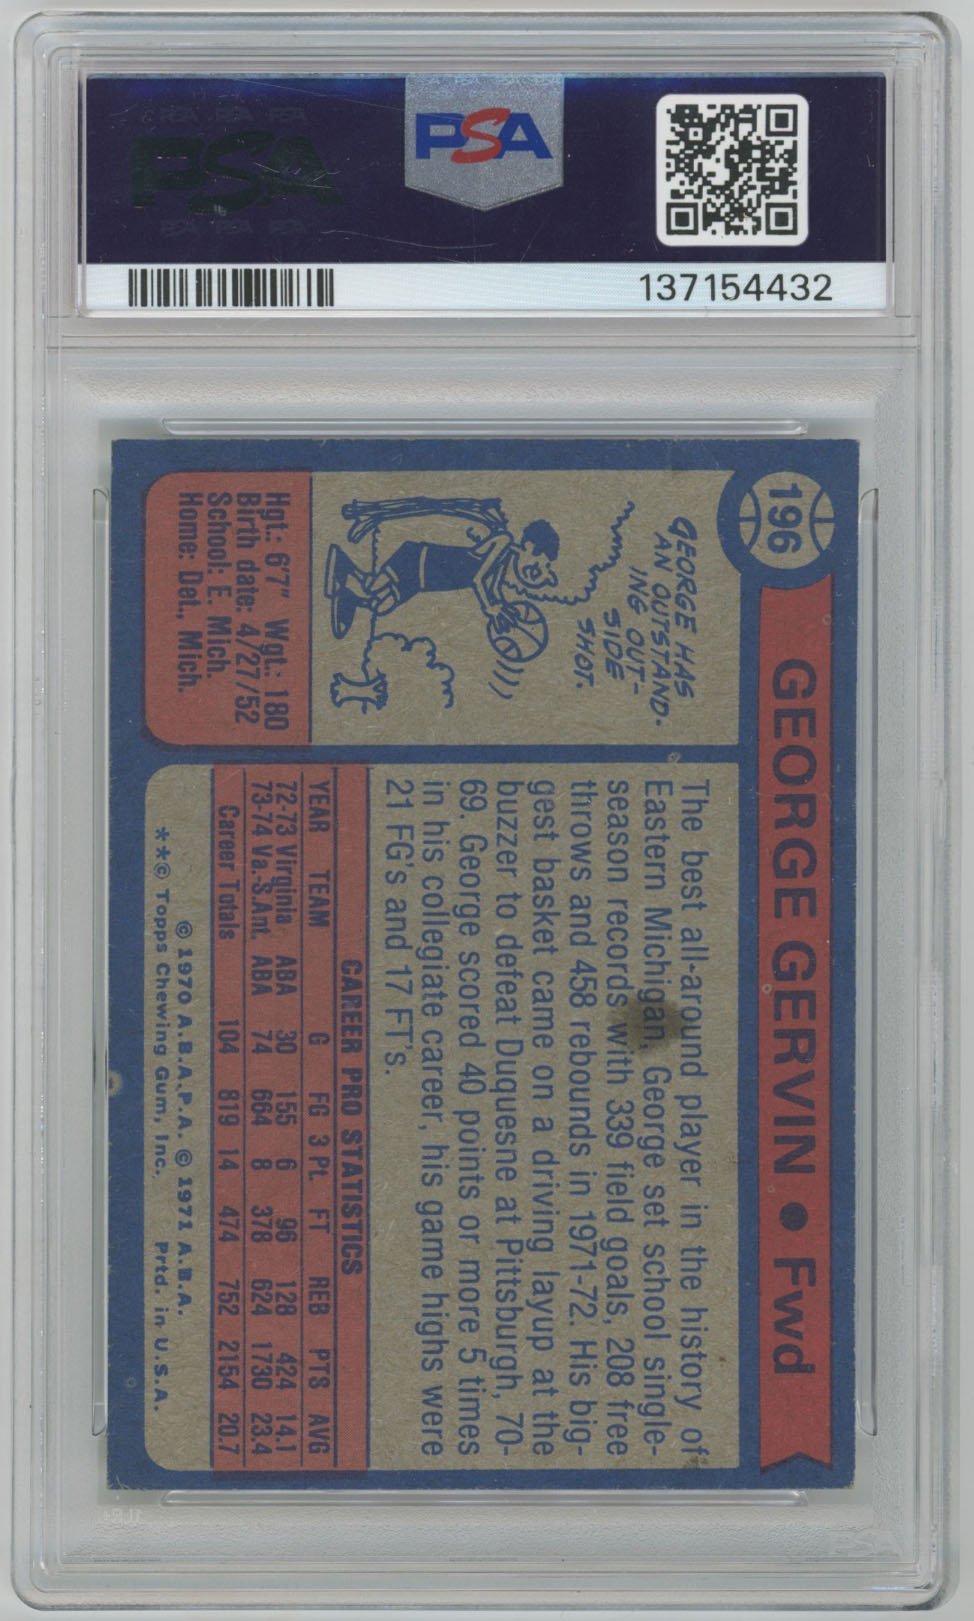 PSA PSA PSA
PSA
PSA PSA PSA
PSA
137154432
196
GEORGE GERVIN • Fwd
GEORGE HAS
AN OUTSTAND-
ING OUT-
SIDE
SHOT.
Hgt.: 6'7" Wgt.: 180
Birth date: 4/27/52
School: E. Mich.
Home: Det., Mich.
The best all-around player in the history of
Eastern Michigan, George set school single-
season records with 339 field goals, 208 free
throws and 458 rebounds in 1971-72. His big-
gest basket came on a driving layup at the
buzzer to defeat Duquesne at Pittsburgh, 70-
69. George scored 40 points or more 5 times
in his collegiate career, his game highs were
21 FG's and 17 FT's.
CAREER PRO STATISTICS
YEAR TEAM G FG 3 Pt. FT REB PTS AVG
72-73 Virginia ABA 30 155 6 96 128 424 14.1
73-74 Va.-S.Ant. ABA 74 664 8 378 624 1730 23.4
Career Totals 104 819 14 474 752 2154 20.7
© 1970 A.B.A.P.A. © 1971 A.B.A.
**© Topps Chewing Gum, Inc. Prtd. in U.S.A.